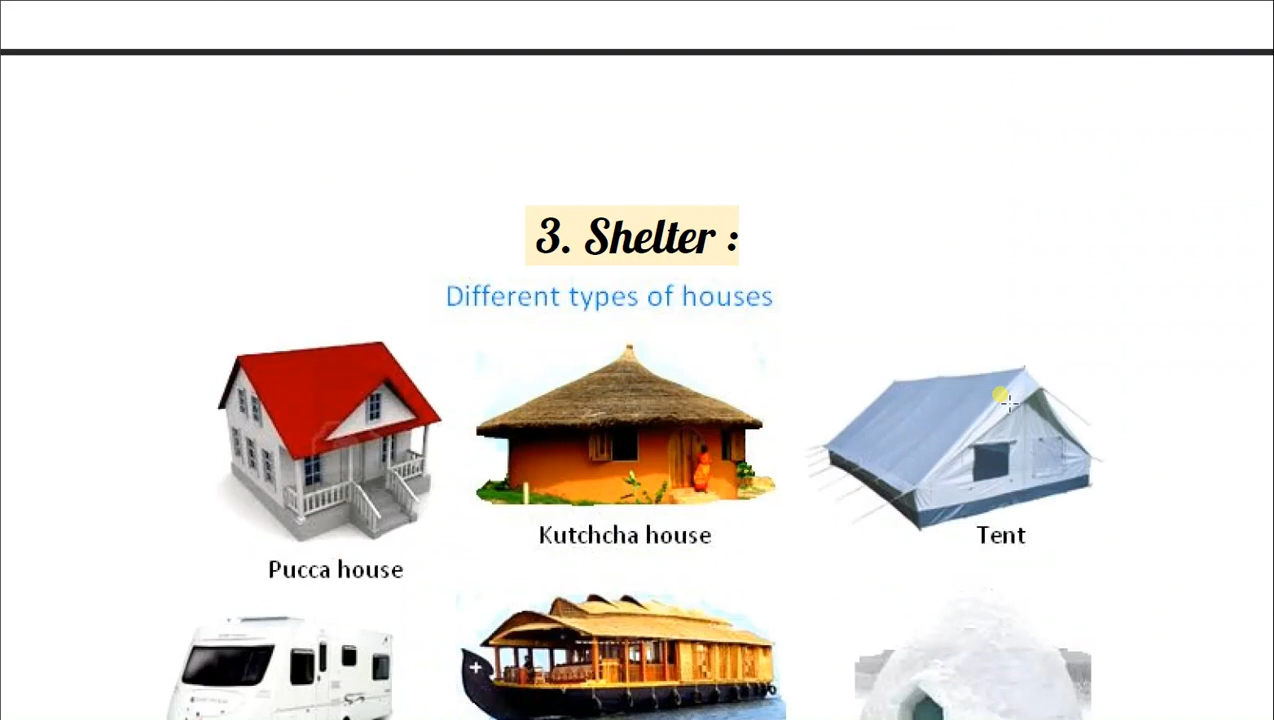 3. Shelter :
Different types of houses
Kutchcha house
Tent
Pucca house